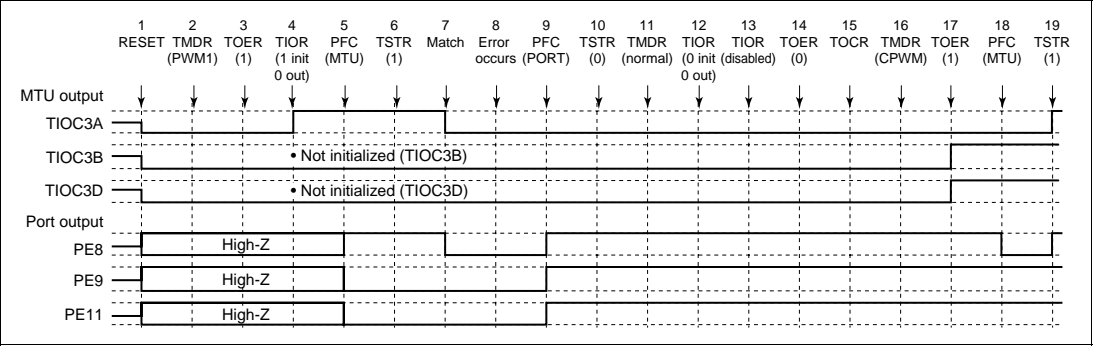 1 2 3 4 5 6 7 8 9 10 11 12 13 14 15 16 17 18 19
RESET TMDR TOER TIOR PFC TSTR Match Error PFC TSTR TMDR TIOR TIOR TOER TOCR TMDR TOER PFC TSTR
(PWM1) (1) (1 init (MTU) (1) occurs (PORT) (0) (normal) (0 init (disabled) (0) (CPWM) (1) (MTU) (1)
0 out) 0 out)
MTU output
TIOC3A
TIOC3B • Not initialized (TIOC3B)
TIOC3D • Not initialized (TIOC3D)
Port output
PE8 High-Z
PE9 High-Z
PE11 High-Z